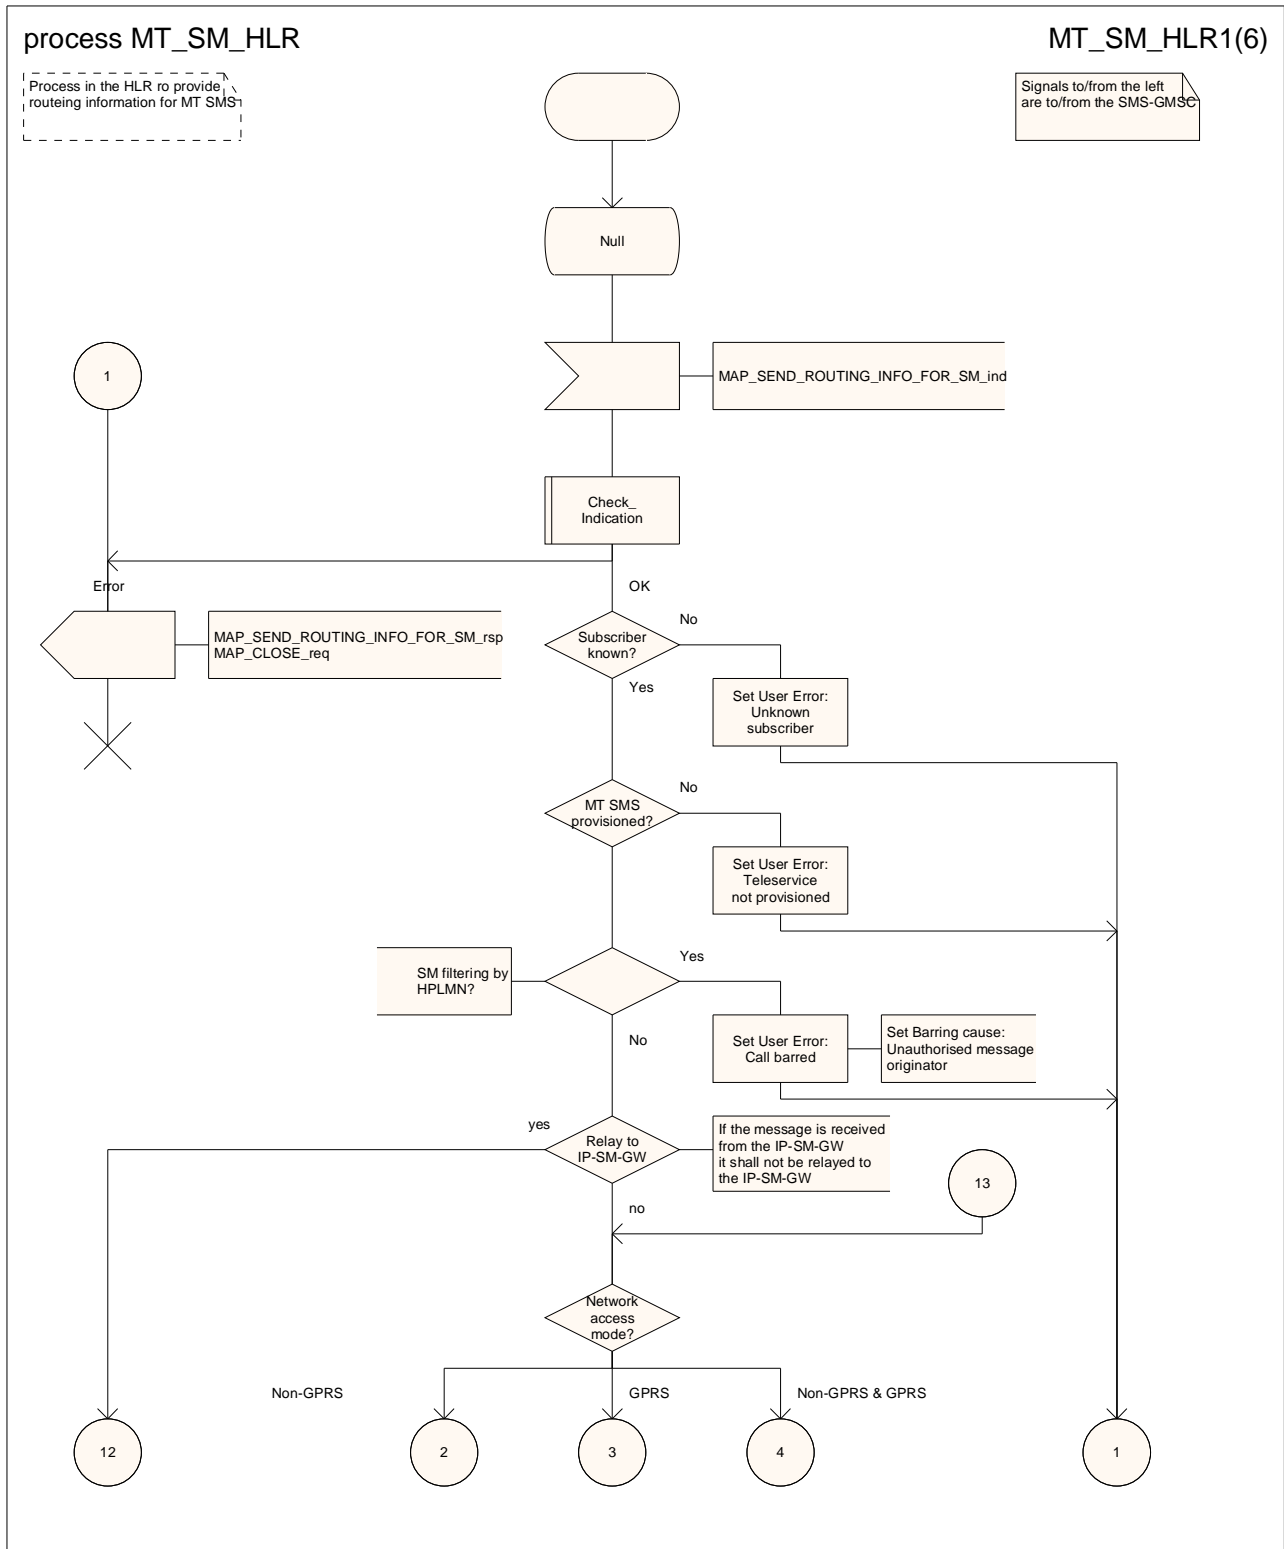 process MT_SM_HLR
MT_SM_HLR1(6)
Process in the HLR ro provide
routeing information for MT SMS
Signals to/from the left
are to/from the SMS-GMSC
Null
1
MAP_SEND_ROUTING_INFO_FOR_SM_ind
Check_
Indication
Error
OK
MAP_SEND_ROUTING_INFO_FOR_SM_rsp
MAP_CLOSE_req
Subscriber
known?
No
Yes
Set User Error:
Unknown
subscriber
MT SMS
provisioned?
No
Set User Error:
Teleservice
not provisioned
SM filtering by
HPLMN?
Yes
No
Set User Error:
Call barred
Set Barring cause:
Unauthorised message
originator
yes
Relay to
IP-SM-GW
If the message is received
from the IP-SM-GW
it shall not be relayed to
the IP-SM-GW
13
no
Network
access
mode?
Non-GPRS
GPRS
Non-GPRS & GPRS
12
2
3
4
1